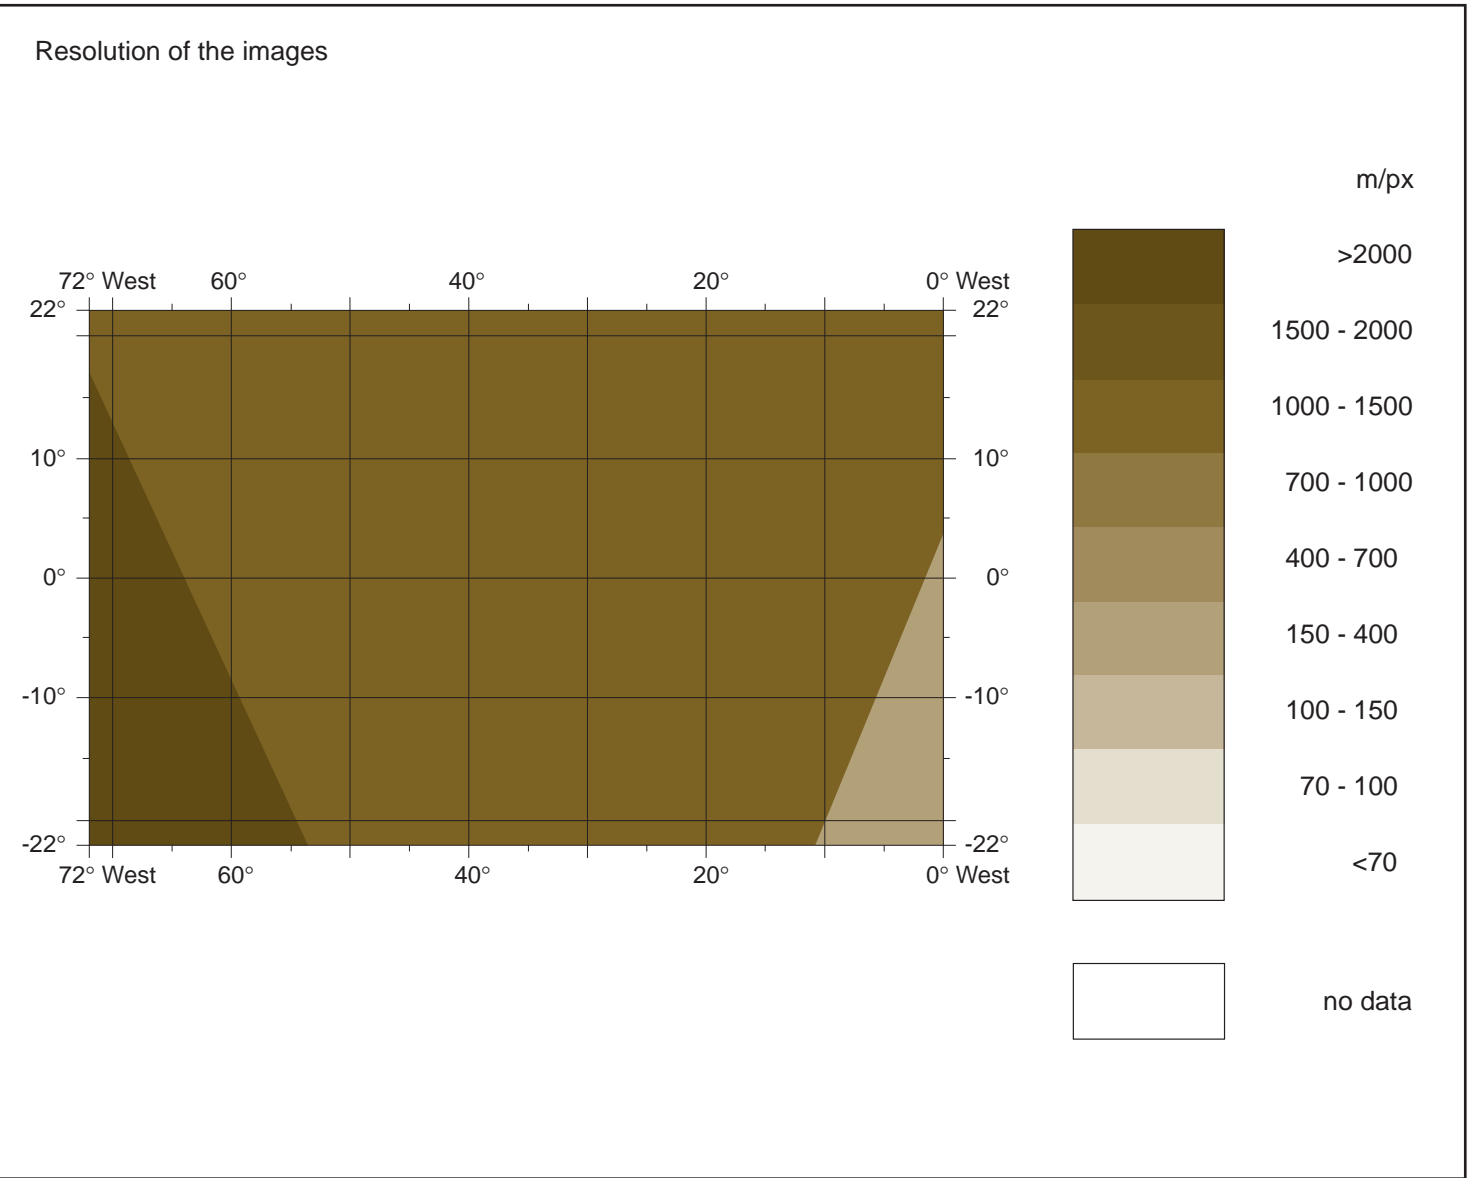 Resolution of the images
m/px
>2000
1500 - 2000
1000 - 1500
700 - 1000
400 - 700
150 - 400
100 - 150
70 - 100
<70
no data
72° West 60° 40° 20° 0° West
22° 22°
10° 10°
0° 0°
-10° -10°
-22° -22°
72° West 60° 40° 20° 0° West